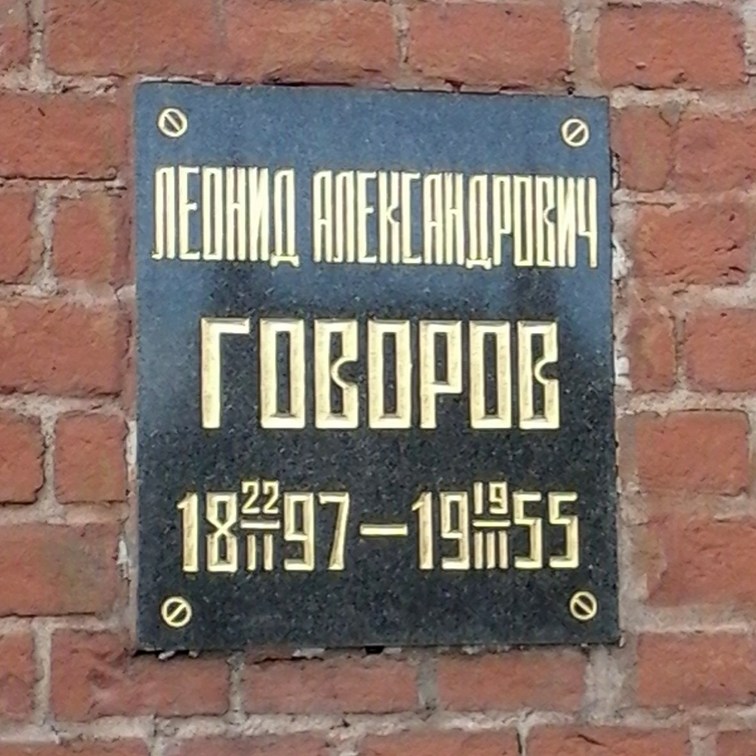 ЛЕОНИД АЛЕКСАНДРОВИЧ
ГОВОРОВ
18 22/II 97 — 19 19/III 55